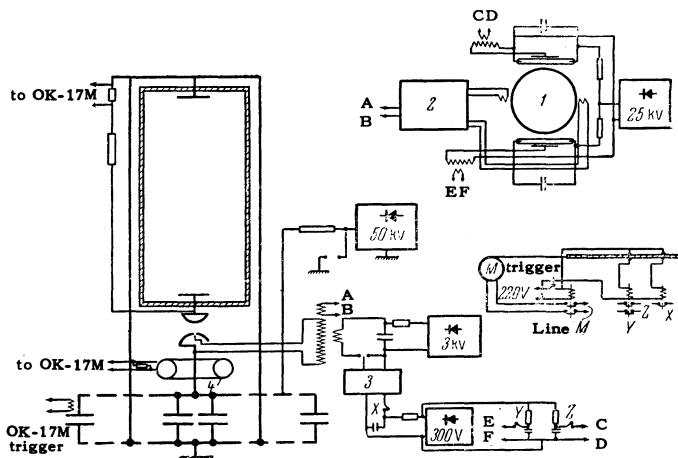 CD
to OK-17M
A
B
2
1
25 kv
EF
50 kv
M
trigger
220V
Line
M
Y
Z
X
A
B
3 kv
to OK-17M
4
3
X
OK-17M
trigger
300V
E
F
Y
Z
C
D